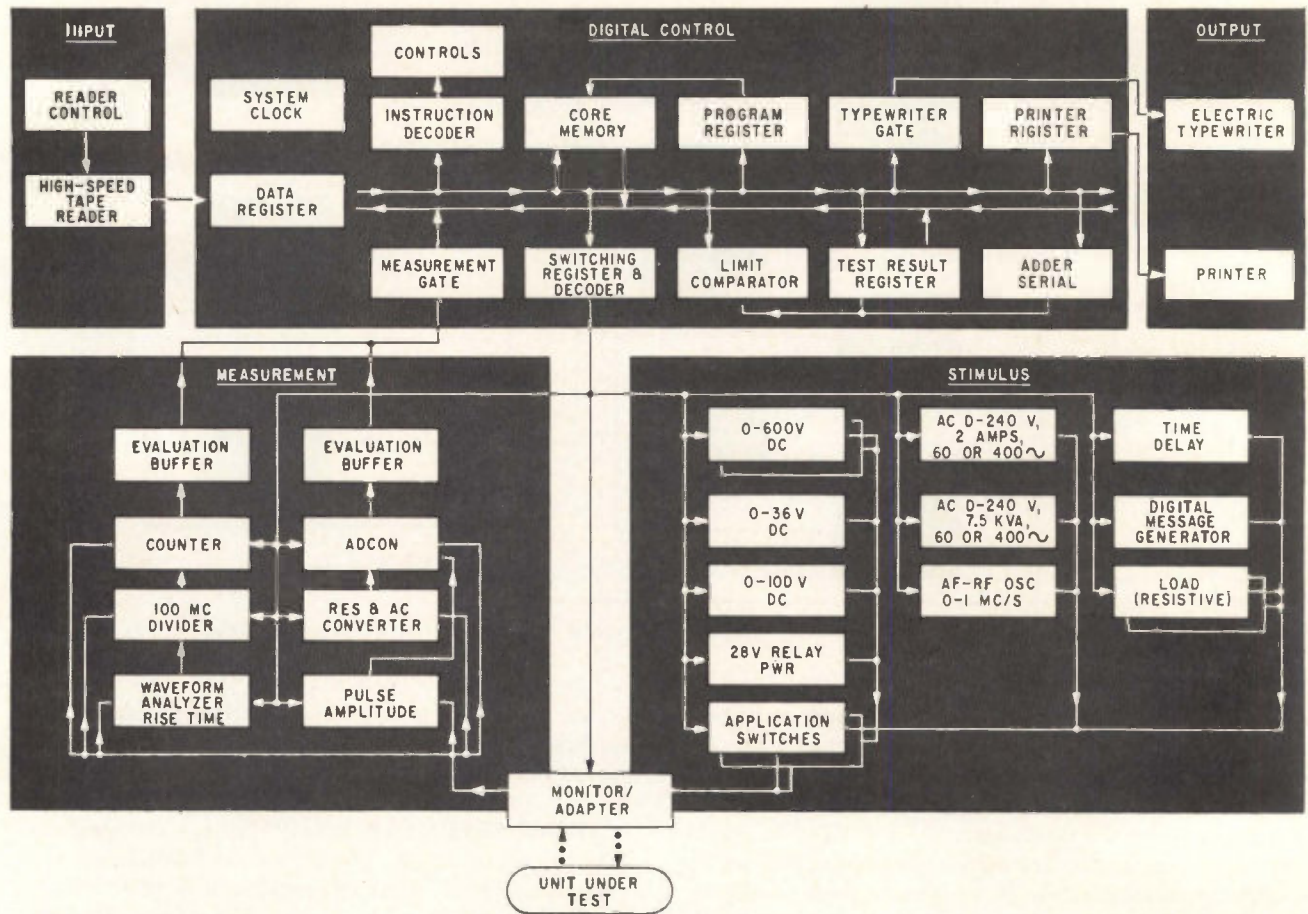 INPUT
READER
CONTROL
HIGH-SPEED
TAPE
READER
DIGITAL CONTROL
CONTROLS
SYSTEM
CLOCK
INSTRUCTION
DECODER
CORE
MEMORY
PROGRAM
REGISTER
TYPEWRITER
GATE
PRINTER
RIGISTER
DATA
REGISTER
MEASUREMENT
GATE
SWITCHING
REGISTER &
DECODER
LIMIT
COMPARATOR
TEST RESULT
REGISTER
ADDER
SERIAL
OUTPUT
ELECTRIC
TYPEWRITER
PRINTER
MEASUREMENT
EVALUATION
BUFFER
EVALUATION
BUFFER
COUNTER
ADCON
100 MC
DIVIDER
RES & AC
CONVERTER
WAVEFORM
ANALYZER
RISE TIME
PULSE
AMPLITUDE
STIMULUS
0-600V
DC
AC D-240 V,
2 AMPS,
60 OR 400~
TIME
DELAY
0-36V
DC
AC D-240 V,
7.5 KVA,
60 OR 400~
DIGITAL
MESSAGE
GENERATOR
0-100 V
DC
AF-RF OSC
0-1 MC/S
LOAD
(RESISTIVE)
28V RELAY
PWR
APPLICATION
SWITCHES
MONITOR/
ADAPTER
UNIT UNDER
TEST